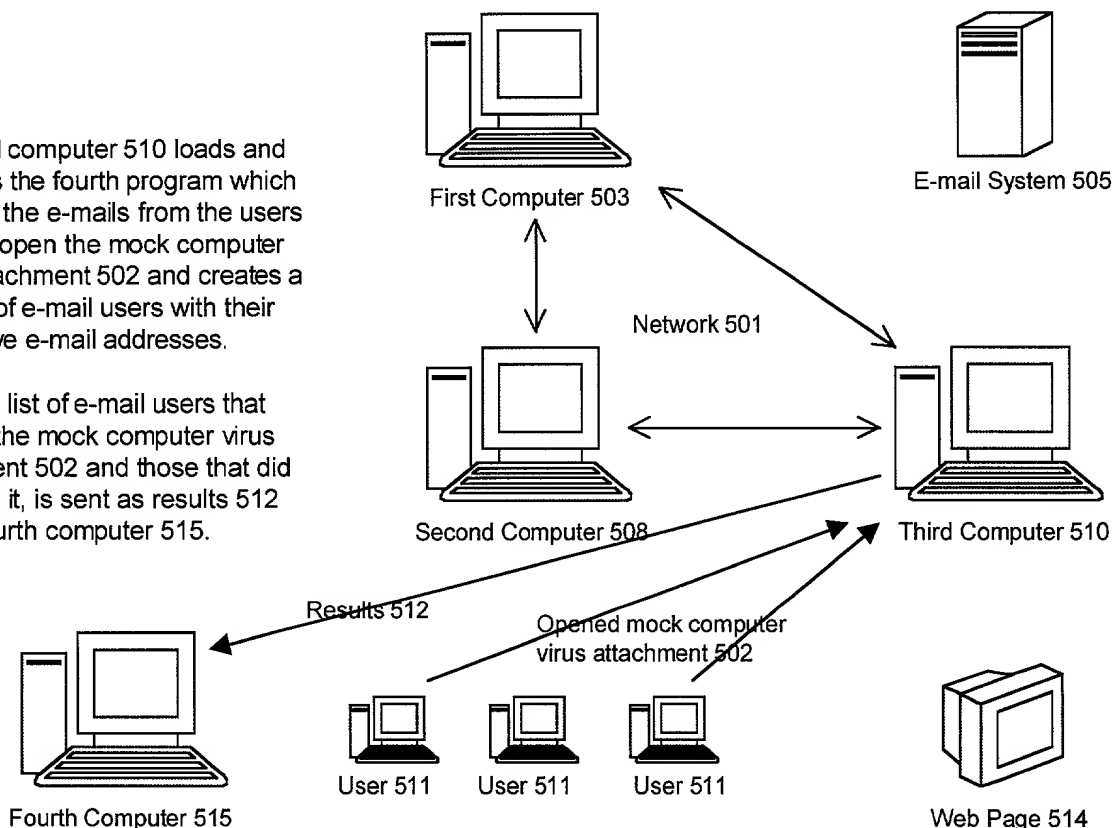 computer 510 loads and
s the fourth program which
the e-mails from the users
open the mock computer
tachment 502 and creates a
of e-mail users with their
ve e-mail addresses.
list of e-mail users that
the mock computer virus
ent 502 and those that did
it, is sent as results 512
urth computer 515.
First Computer 503
E-mail System 505
Network 501
Second Computer 508
Third Computer 510
Results 512
Opened mock computer
virus attachment 502
User 511
User 511
User 511
Fourth Computer 515
Web Page 514